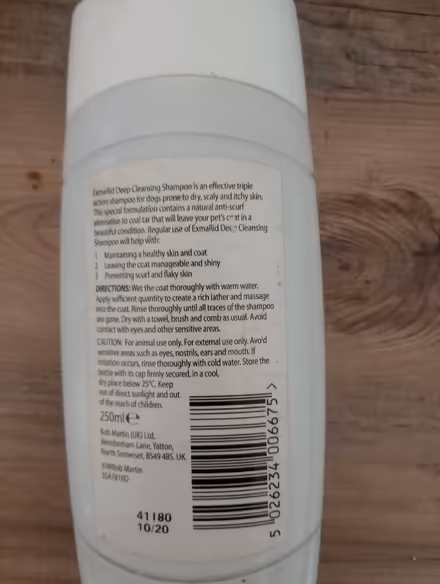 ExmaRid Deep Cleansing Shampoo is an effective triple
action shampoo for dogs prone to dry, scaly and itchy skin.
This special formulation contains a natural anti-scurf
alternative to coal tar that will leave your pet's coat in a
beautiful condition. Regular use of ExmaRid Deep Cleansing
Shampoo will help with:
1 Maintaining a healthy skin and coat
2 Leaving the coat manageable and shiny
3 Preventing scurf and flaky skin
DIRECTIONS: Wet the coat thoroughly with warm water.
Apply sufficient quantity to create a rich lather and massage
into the coat. Rinse thoroughly until all traces of the shampoo
are gone. Dry with a towel, brush and comb as usual. Avoid
contact with eyes and other sensitive areas.
CAUTION: For animal use only. For external use only. Avoid
sensitive areas such as eyes, nostrils, ears and mouth. If
irritation occurs, rinse thoroughly with cold water. Store the
bottle with its cap firmly secured, in a cool,
dry place below 25°C. Keep
out of direct sunlight and out
of the reach of children.
250ml e
Bob Martin (UK) Ltd,
Wemberham Lane, Yatton,
North Somerset, BS49 4BS. UK.
Bob Martin
41180
10/20
5 026234 006675 >